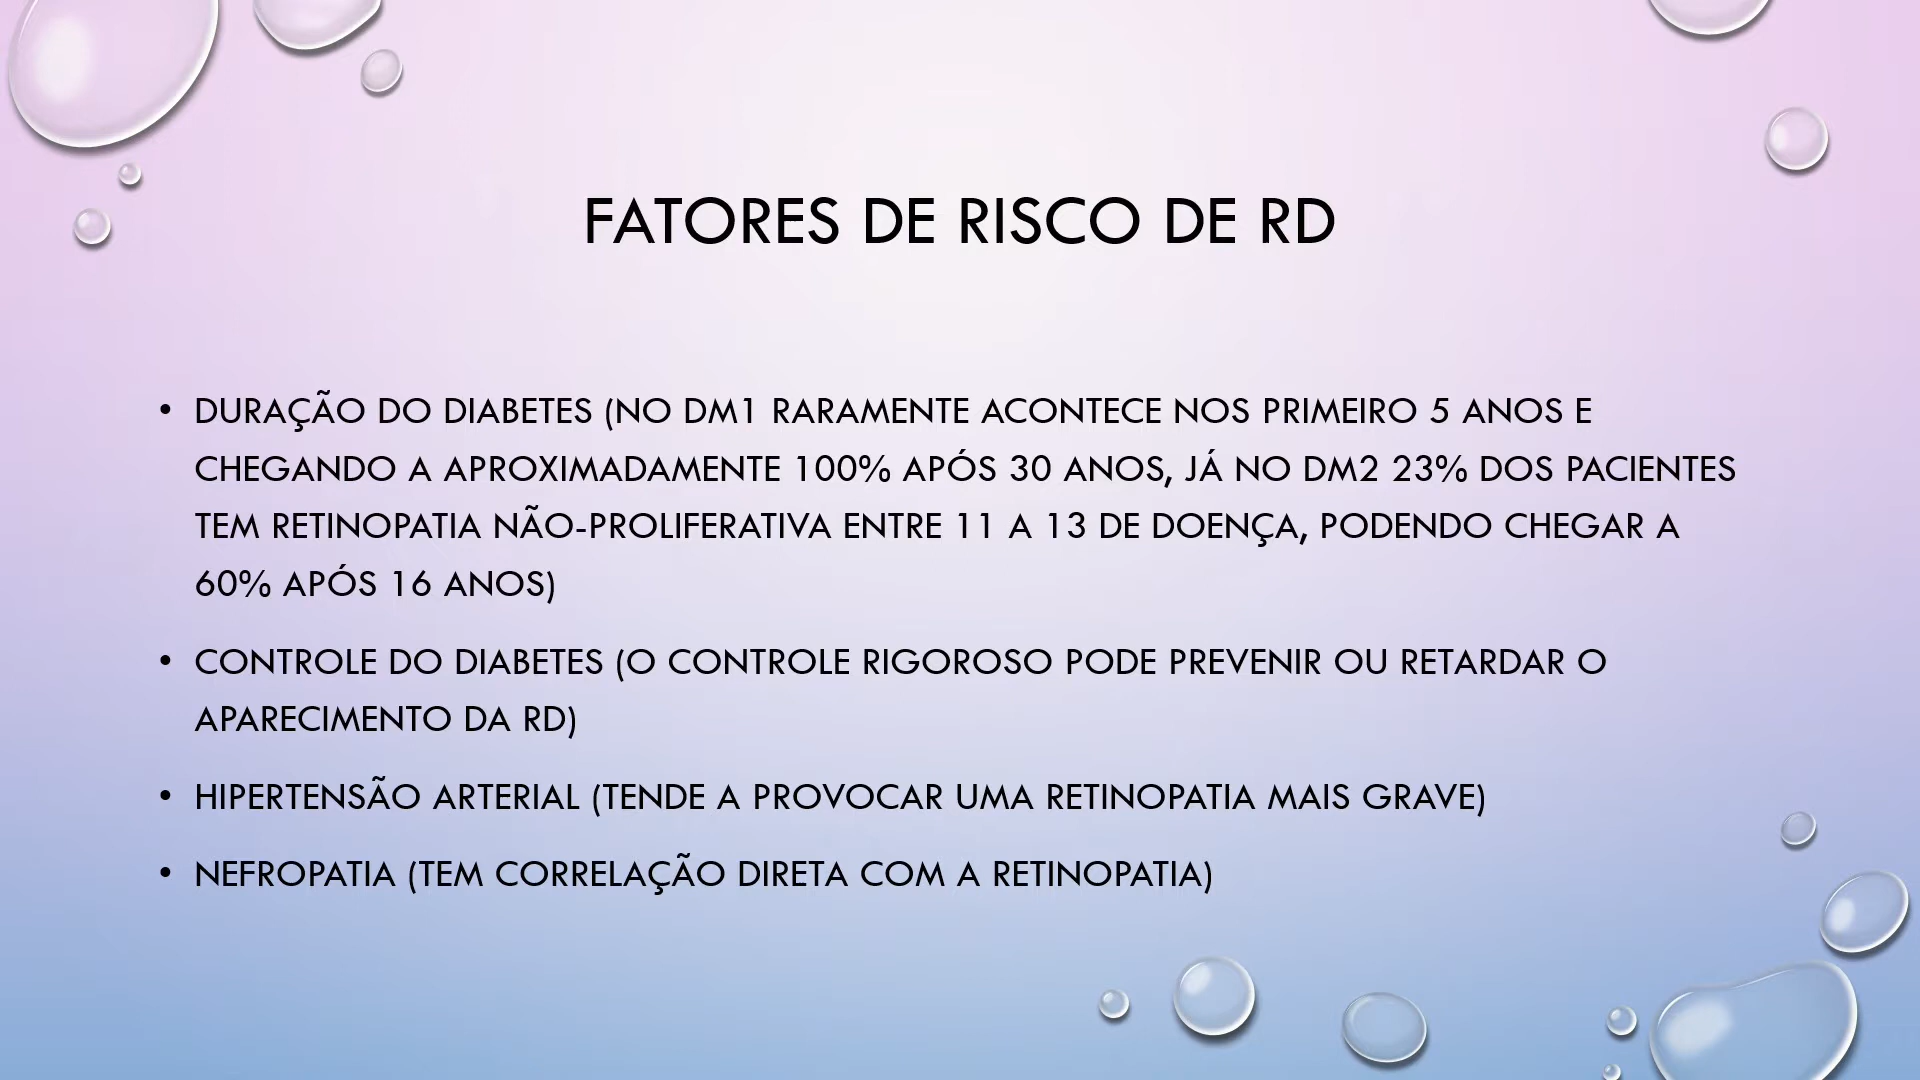 FATORES DE RISCO DE RD
• DURAÇÃO DO DIABETES (NO DM1 RARAMENTE ACONTECE NOS PRIMEIRO 5 ANOS E
CHEGANDO A APROXIMADAMENTE 100% APÓS 30 ANOS, JÁ NO DM2 23% DOS PACIENTES
TEM RETINOPATIA NÃO-PROLIFERATIVA ENTRE 11 A 13 DE DOENÇA, PODENDO CHEGAR A
60% APÓS 16 ANOS)
• CONTROLE DO DIABETES (O CONTROLE RIGOROSO PODE PREVENIR OU RETARDAR O
APARECIMENTO DA RD)
• HIPERTENSÃO ARTERIAL (TENDE A PROVOCAR UMA RETINOPATIA MAIS GRAVE)
• NEFROPATIA (TEM CORRELAÇÃO DIRETA COM A RETINOPATIA)